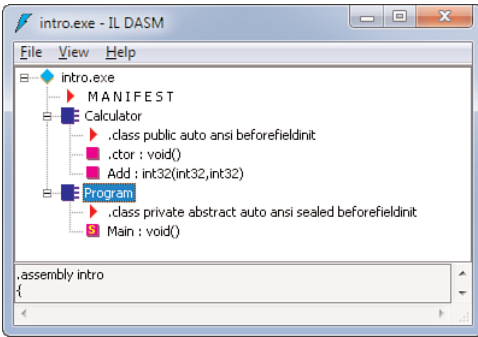 intro.exe - IL DASM
File View Help
intro.exe
M A N I F E S T
Calculator
.class public auto ansi beforefieldinit
.ctor : void()
Add : int32(int32,int32)
Program
.class private abstract auto ansi sealed beforefieldinit
S Main : void()
.assembly intro
{